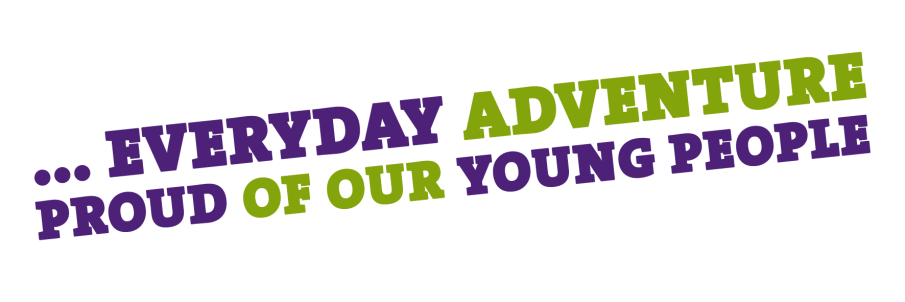 ... EVERYDAY ADVENTURE
PROUD OF OUR YOUNG PEOPLE